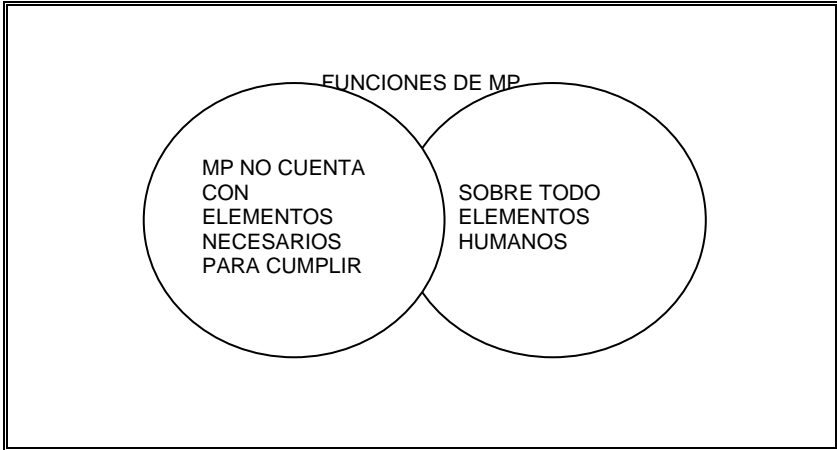 FUNCIONES DE MP
MP NO CUENTA
CON
ELEMENTOS
NECESARIOS
PARA CUMPLIR
SOBRE TODO
ELEMENTOS
HUMANOS